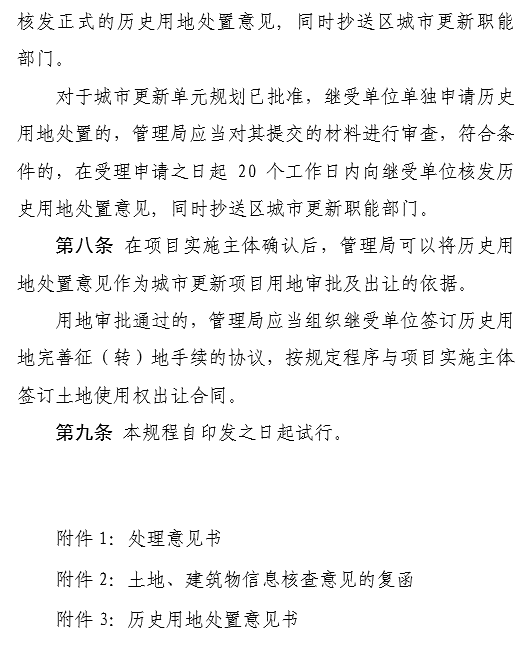 核发正式的历史用地处置意见，同时抄送区城市更新职能
部门。
对于城市更新单元规划已批准，继受单位单独申请历史
用地处置的，管理局应当对其提交的材料进行审查，符合条
件的，在受理申请之日起 20 个工作日内向继受单位核发历
史用地处置意见，同时抄送区城市更新职能部门。
第八条 在项目实施主体确认后，管理局可以将历史用
地处置意见作为城市更新项目用地审批及出让的依据。
用地审批通过的，管理局应当组织继受单位签订历史用
地完善征（转）地手续的协议，按规定程序与项目实施主体
签订土地使用权出让合同。
第九条 本规程自印发之日起试行。
附件 1：处理意见书
附件 2：土地、建筑物信息核查意见的复函
附件 3：历史用地处置意见书